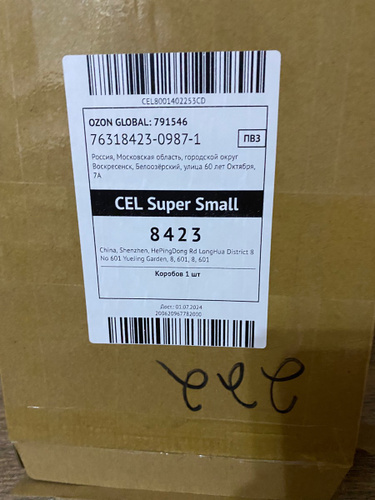 CEL8001402253CD
OZON GLOBAL: 791546
76318423-0987-1
ПВЗ
Россия, Московская область, городской округ
Воскресенск, Белоозёрский, улица 60 лет Октября,
7А
CEL Super Small
8423
China, Shenzhen, HePingDong Rd LongHua District 8
No 601 YueJing Garden, 8, 601, 8, 601
Коробов 1 шт
Дост: 03.07.2024
200620967782000